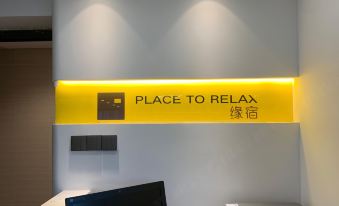 PLACE TO RELAX
缘宿